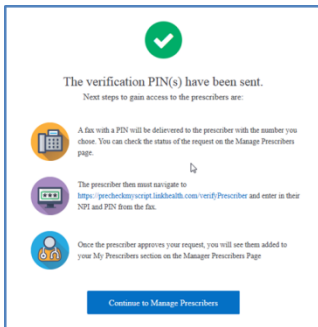 The verification PIN(s) have been sent.
Next steps to gain access to the prescribers are:
A fax with a PIN will be delievered to the prescriber with the number you
chose. You can check the status of the request on the Manage Prescribers
page.
The prescriber then must navigate to
https://precheckmyscript.linkhealth.com/verifyPrescriber and enter in their
NPI and PIN from the fax.
Once the prescriber approves your request, you will see them added to
your My Prescribers section on the Manager Prescribers Page
Continue to Manage Prescribers